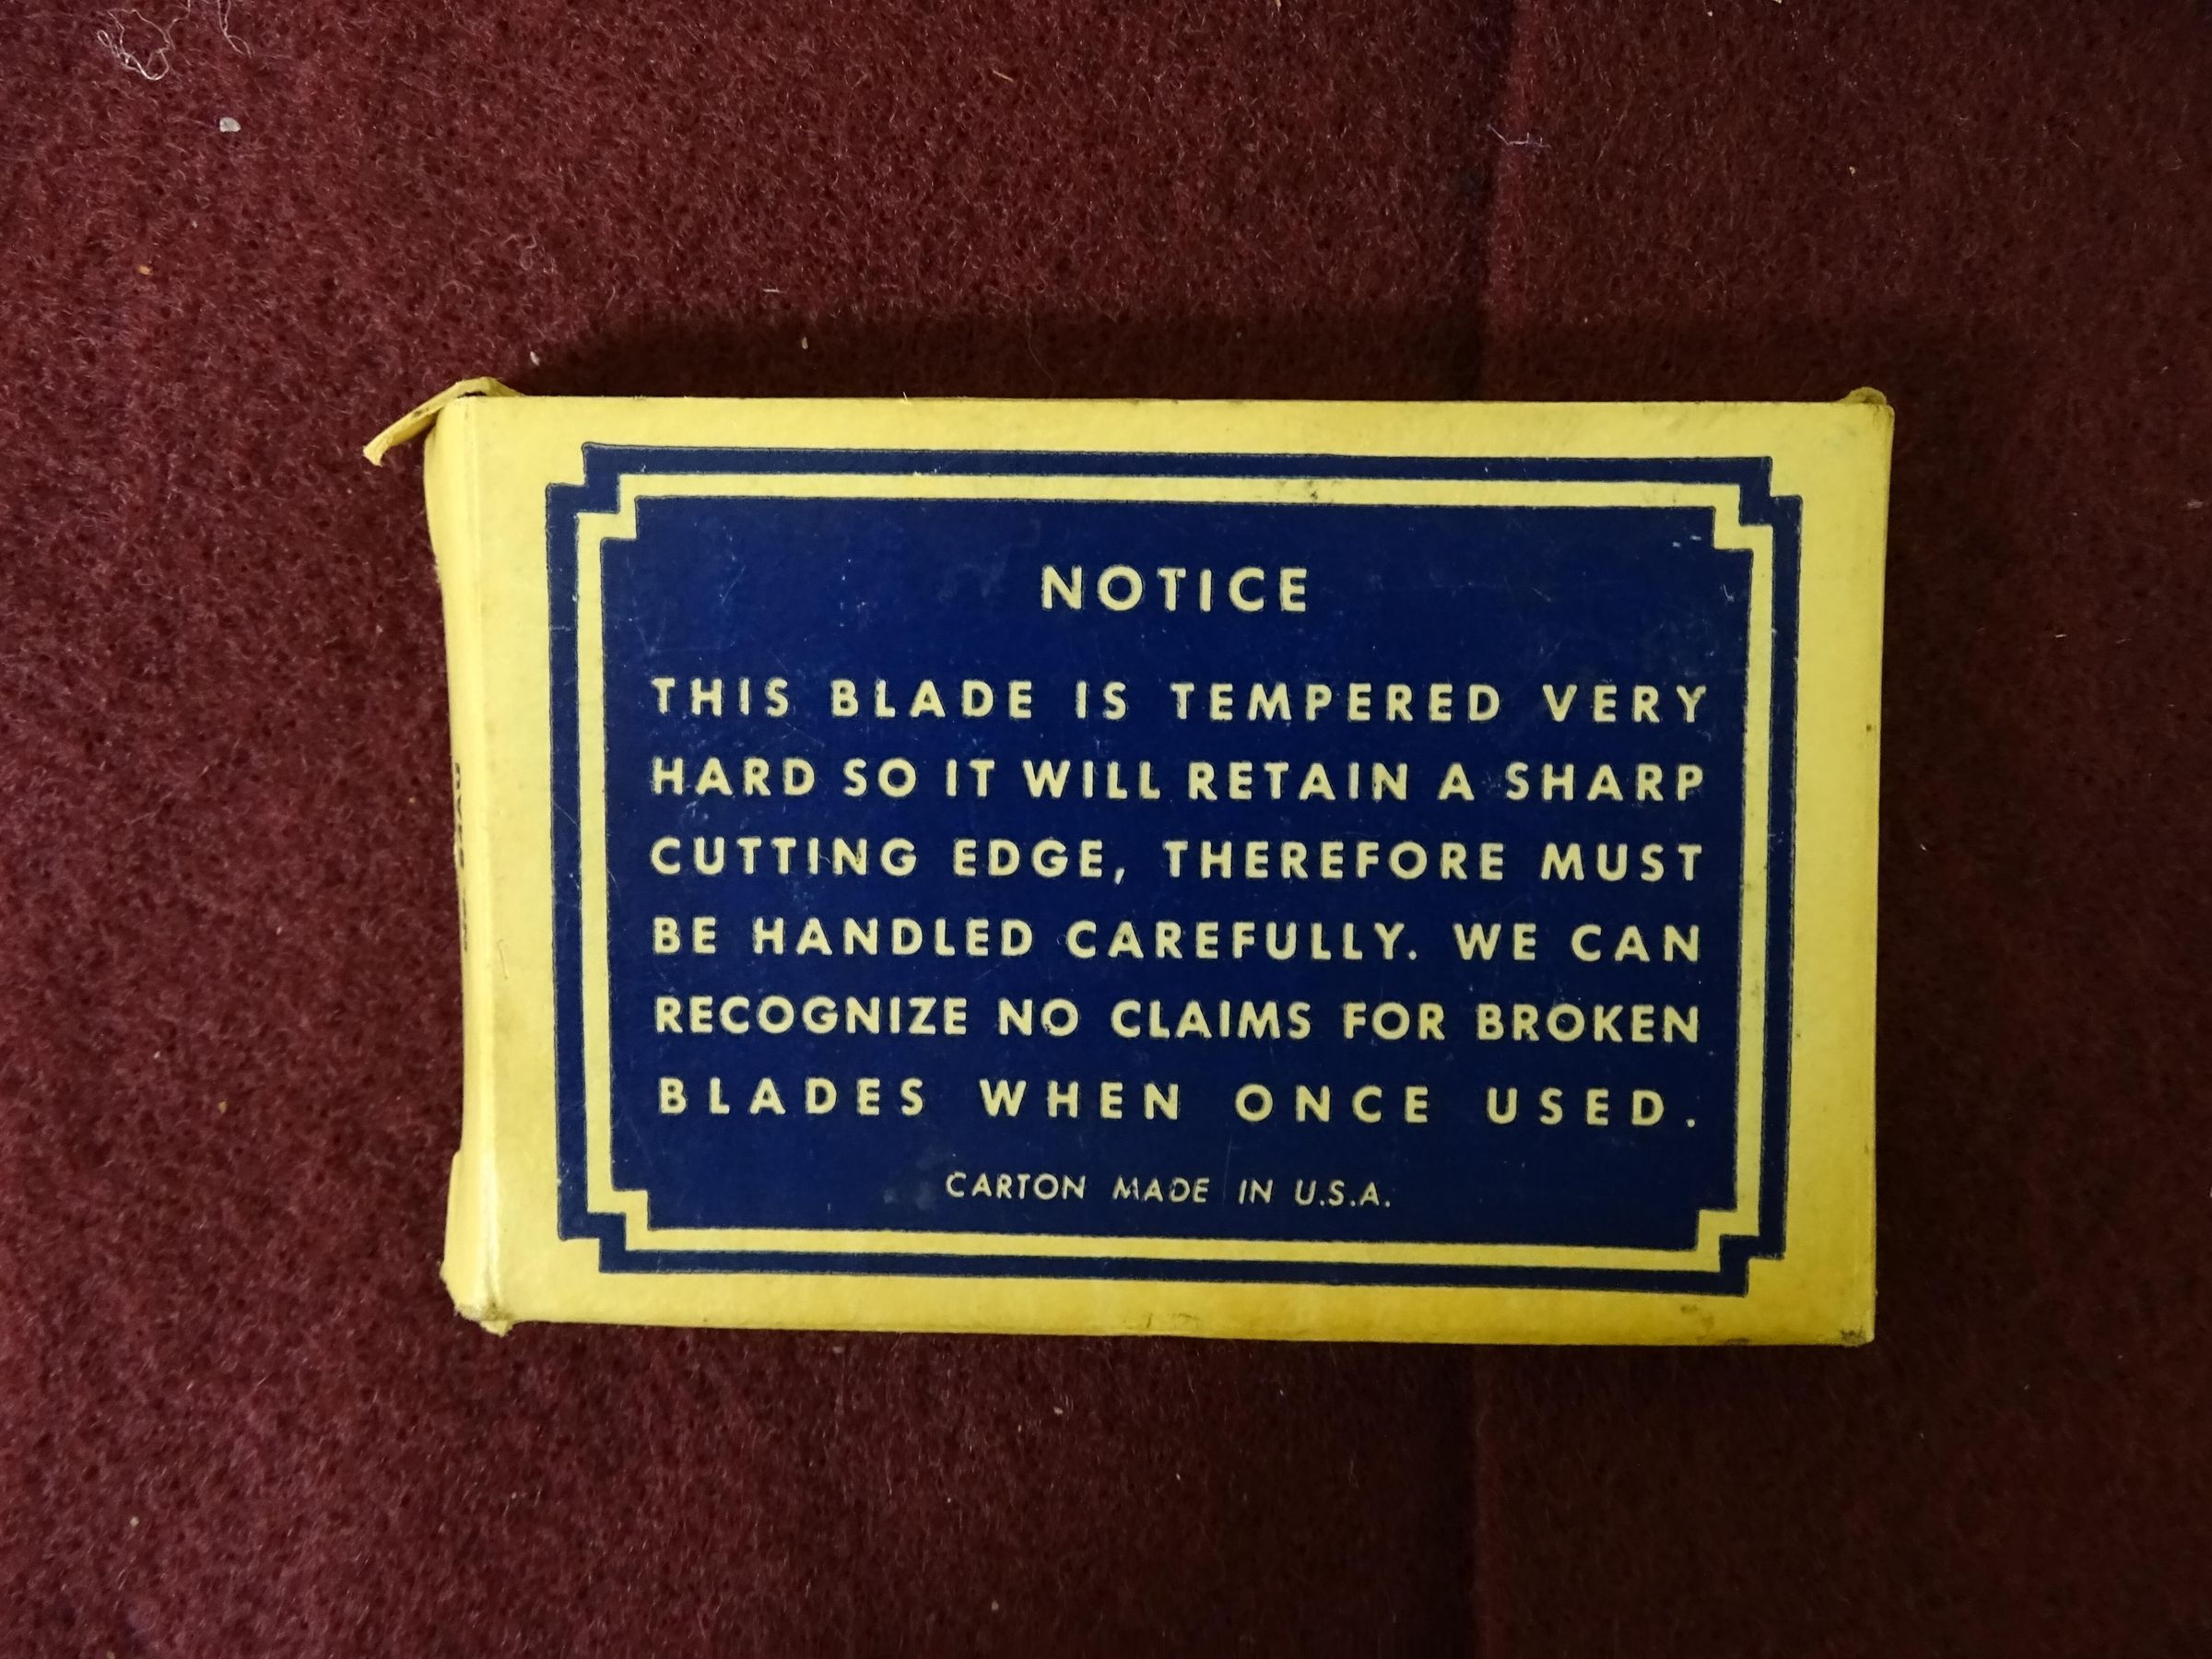 NOTICE
THIS BLADE IS TEMPERED VERY
HARD SO IT WILL RETAIN A SHARP
CUTTING EDGE, THEREFORE MUST
BE HANDLED CAREFULLY. WE CAN
RECOGNIZE NO CLAIMS FOR BROKEN
BLADES WHEN ONCE USED.
CARTON MADE IN U.S.A.